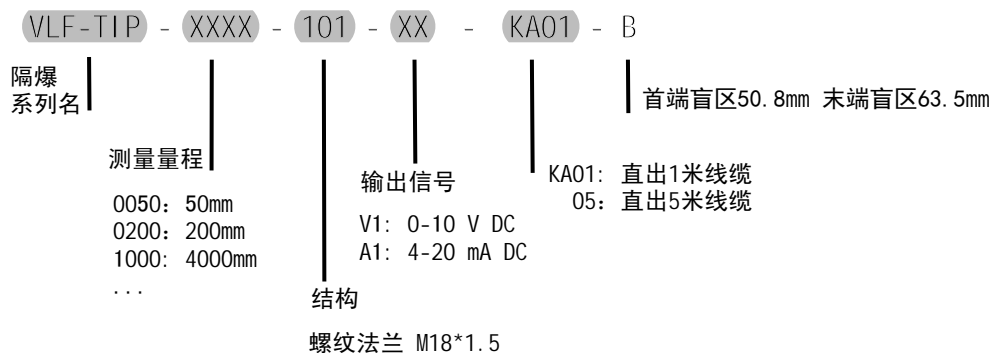 VLF-TIP - XXXX - 101 - XX - KA01 - B
隔爆
系列名
首端盲区50.8mm 末端盲区63.5mm
测量量程
0050: 50mm
0200: 200mm
1000: 4000mm
...
输出信号
V1: 0-10 V DC
A1: 4-20 mA DC
KA01: 直出1米线缆
05: 直出5米线缆
结构
螺纹法兰 M18*1.5